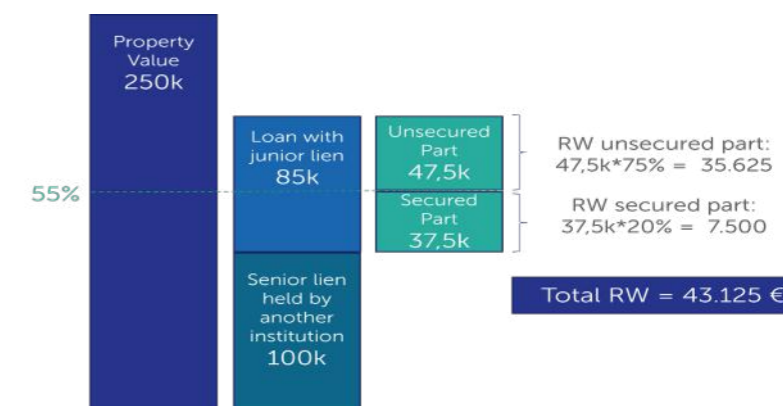 Property
Value
250k
55%
Loan with
junior lien
85k
Senior lien
held by
another
institution
100k
Unsecured
Part
47,5k
Secured
Part
37,5k
RW unsecured part:
47,5k*75% = 35.625
RW secured part:
37,5k*20% = 7.500
Total RW = 43.125 €